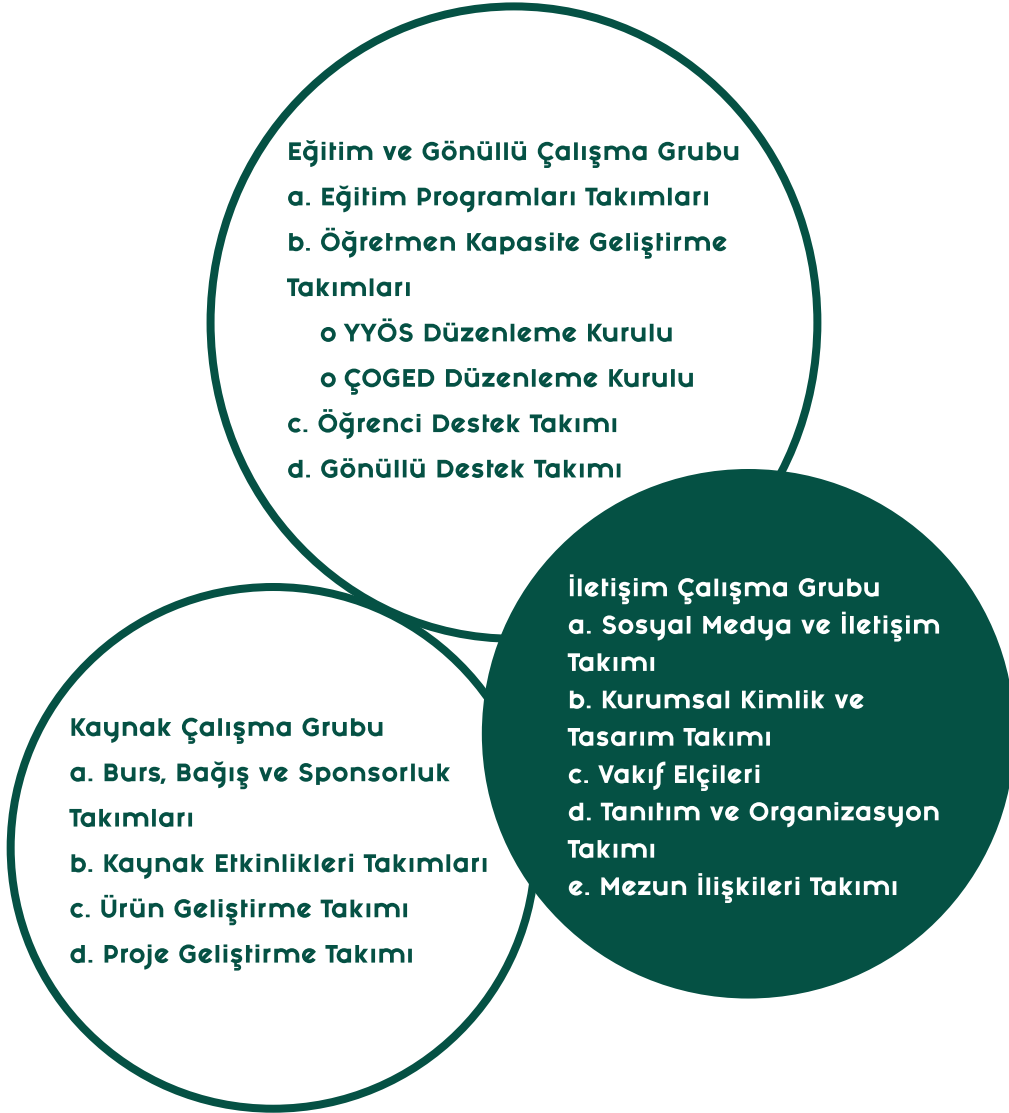 Eğitim ve Gönüllü Çalışma Grubu
a. Eğitim Programları Takımları
b. Öğretmen Kapasite Geliştirme
Takımları
o YYÖS Düzenleme Kurulu
o ÇOGED Düzenleme Kurulu
c. Öğrenci Destek Takımı
d. Gönüllü Destek Takımı
İletişim Çalışma Grubu
a. Sosyal Medya ve İletişim
Takımı
b. Kurumsal Kimlik ve
Tasarım Takımı
c. Vakıf Elçileri
d. Tanıtım ve Organizasyon
Takımı
e. Mezun İlişkileri Takımı
Kaynak Çalışma Grubu
a. Burs, Bağış ve Sponsorluk
Takımları
b. Kaynak Etkinlikleri Takımları
c. Ürün Geliştirme Takımı
d. Proje Geliştirme Takımı